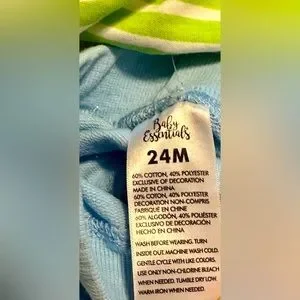 Baby
Essentials
24M
60% COTTON, 40% POLYESTER
EXCLUSIVE OF DECORATION
MADE IN CHINA
60% COTTON, 40% POLYESTER
DECORATION NON-COMPRIS
FABRIQUE EN CHINE
60% ALGODÓN, 40% POLIÉSTER
EXCLUSIVO DE DECORACIÓN
HECHO EN CHINA
WASH BEFORE WEARING. TURN
INSIDE OUT. MACHINE WASH COLD.
GENTLE CYCLE WITH LIKE COLORS.
USE ONLY NON-CHLORINE BLEACH
WHEN NEEDED. TUMBLE DRY LOW.
WARM IRON WHEN NEEDED.